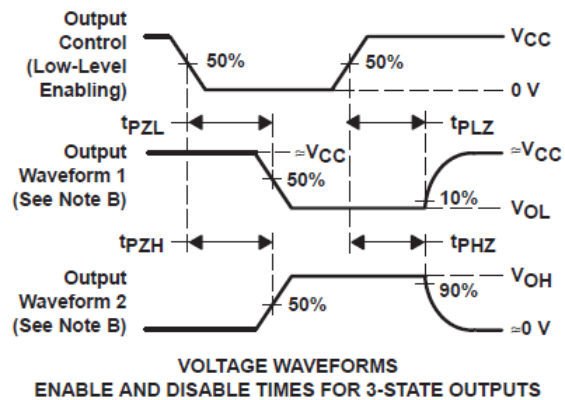 Output
Control
(Low-Level
Enabling)
50%
50%
VCC
0 V
tPZL
tPLZ
Output
Waveform 1
(See Note B)
≈VCC
50%
≈VCC
10%
VOL
tPZH
tPHZ
Output
Waveform 2
(See Note B)
50%
VOH
90%
≈0 V
VOLTAGE WAVEFORMS
ENABLE AND DISABLE TIMES FOR 3-STATE OUTPUTS